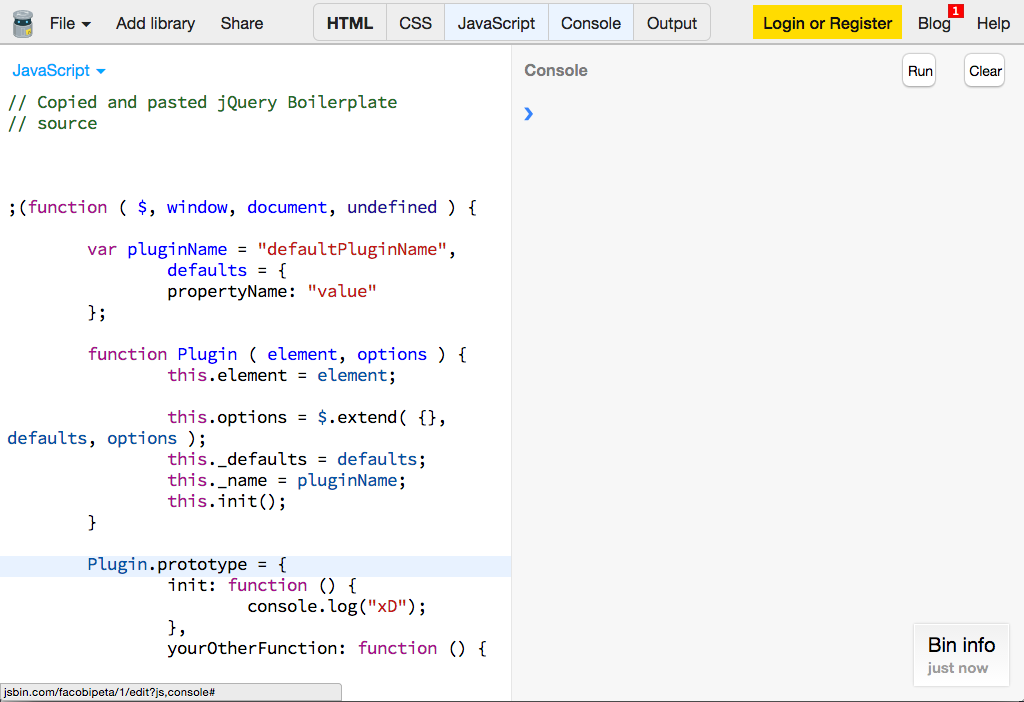 File Add library Share HTML CSS JavaScript Console Output Login or Register Blog 1 Help
JavaScript
// Copied and pasted jQuery Boilerplate
// source
;(function ( $, window, document, undefined ) {
var pluginName = "defaultPluginName",
defaults = {
propertyName: "value"
};
function Plugin ( element, options ) {
this.element = element;
this.options = $.extend( {},
defaults, options );
this._defaults = defaults;
this._name = pluginName;
this.init();
}
Plugin.prototype = {
init: function () {
console.log("xD");
},
yourOtherFunction: function () {
jsbin.com/facobipeta/1/edit?js,console#
Console Run Clear
❯
Bin info
just now